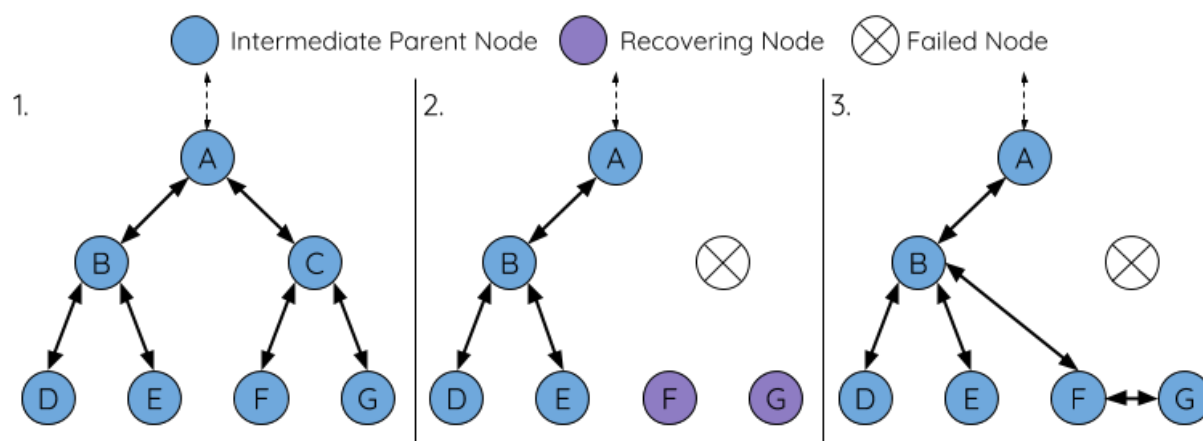 Intermediate Parent Node Recovering Node Failed Node
1. 2. 3.
A A A
B C B B
D E F G D E F G D E F G